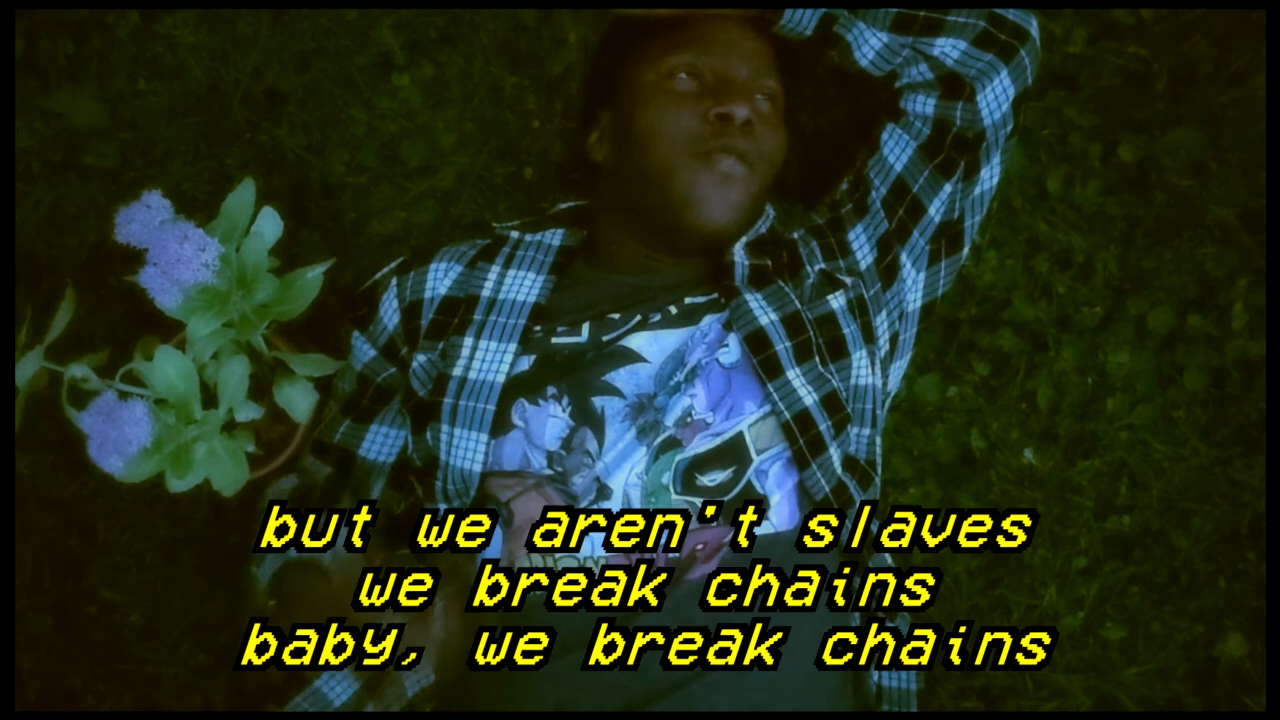 but we aren't slaves
we break chains
baby, we break chains